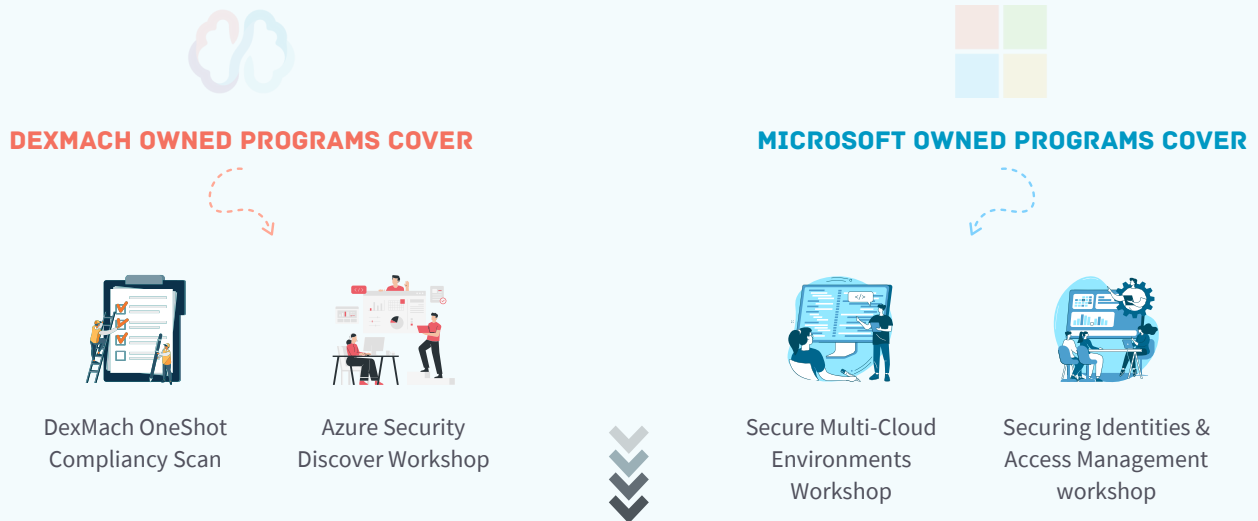 DEXMACH OWNED PROGRAMS COVER
MICROSOFT OWNED PROGRAMS COVER
</>
DexMach OneShot
Compliancy Scan
Azure Security
Discover Workshop
Secure Multi-Cloud
Environments
Workshop
Securing Identities &
Access Management
workshop